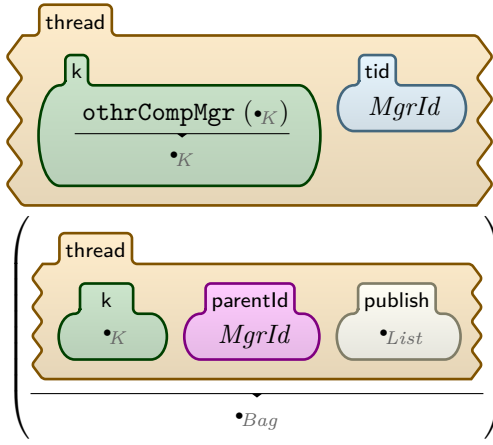 thread
k tid
othrCompMgr (•K) MgrId
•K
thread
k parentId publish
•K MgrId •List
•Bag